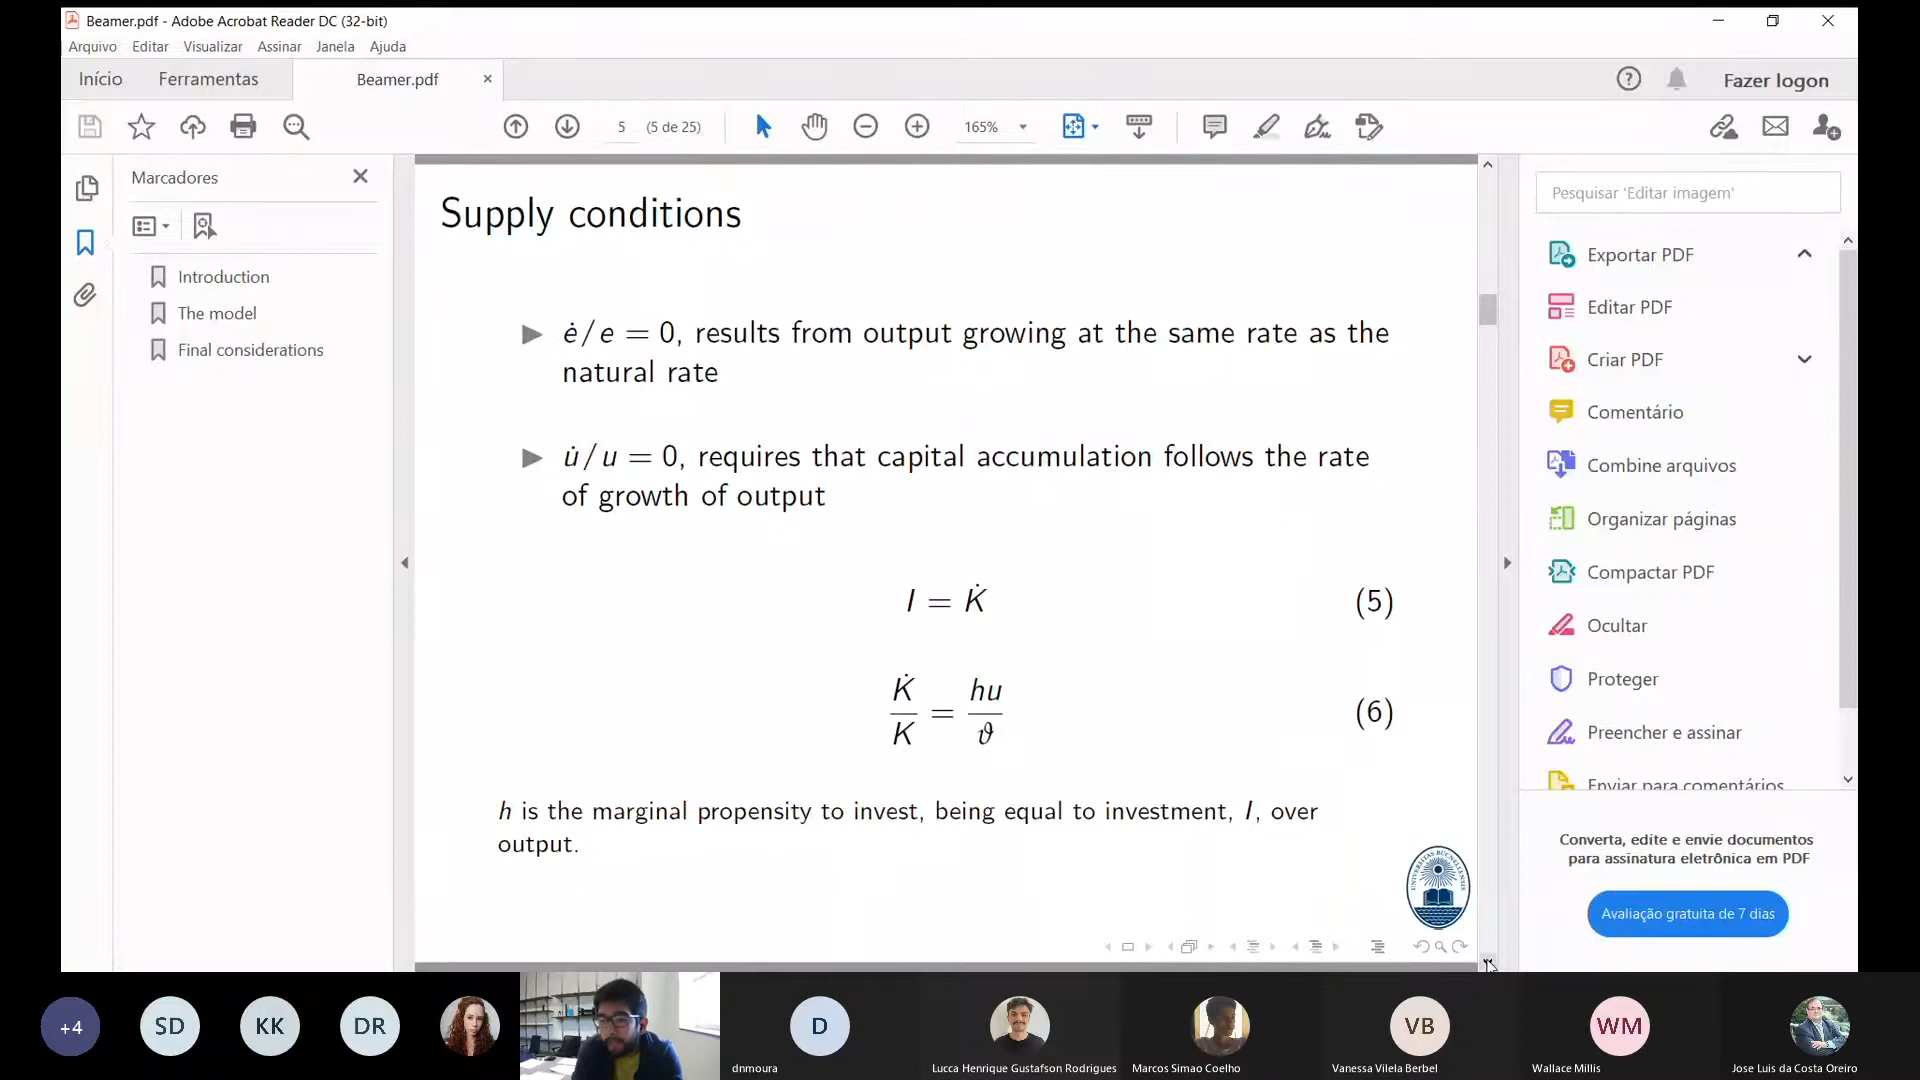 Beamer.pdf - Adobe Acrobat Reader DC (32-bit)
Arquivo Editar Visualizar Assinar Janela Ajuda
Início Ferramentas Beamer.pdf Fazer logon
5 (5 de 25) 165%
Marcadores
Introduction
The model
Final considerations
Supply conditions
ė/e = 0, results from output growing at the same rate as the
natural rate
u̇/u = 0, requires that capital accumulation follows the rate
of growth of output
I = K̇ (5)
K̇/K = hu/ϑ (6)
h is the marginal propensity to invest, being equal to investment, I, over
output.
UNIVERSITAS BUCNELLENSIS
Pesquisar 'Editar imagem'
Exportar PDF
Editar PDF
Criar PDF
Comentário
Combine arquivos
Organizar páginas
Compactar PDF
Ocultar
Proteger
Preencher e assinar
Enviar para comentários
Converta, edite e envie documentos
para assinatura eletrônica em PDF
Avaliação gratuita de 7 dias
+4 SD KK DR D VB WM
dnmoura Lucca Henrique Gustafson Rodrigues Marcos Simao Coelho Vanessa Vilela Berbel Wallace Millis Jose Luis da Costa Oreiro